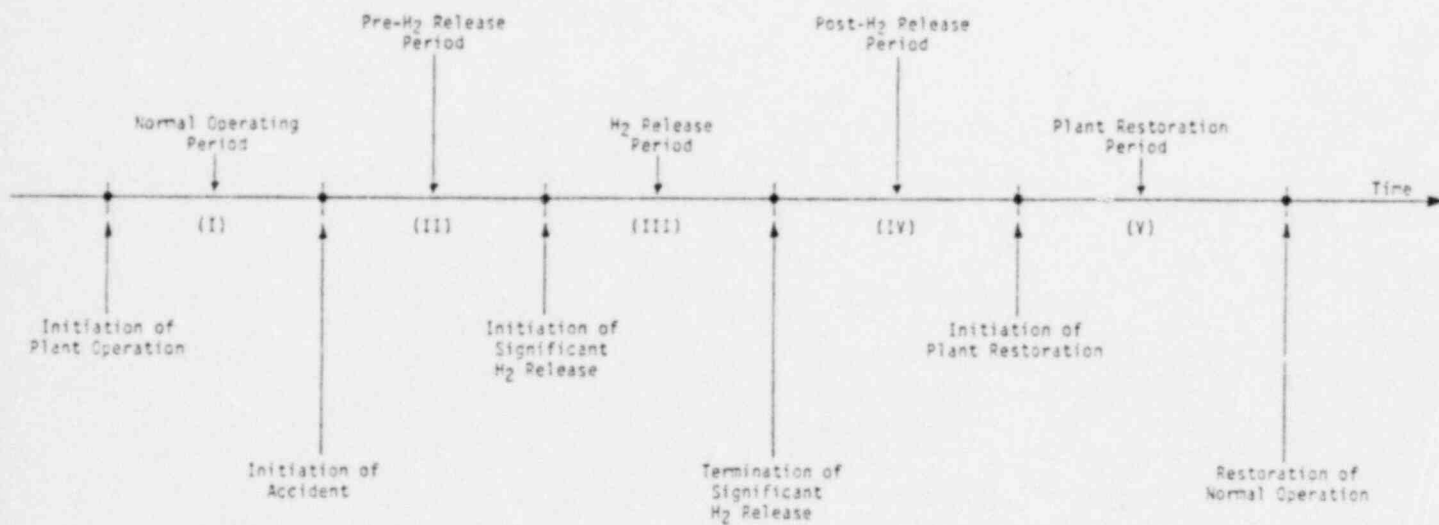 Pre-H2 Release
Period
Post-H2 Release
Period
Normal Operating
Period
H2 Release
Period
Plant Restoration
Period
Time
(I)
(II)
(III)
(IV)
(V)
Initiation of
Plant Operation
Initiation of
Significant
H2 Release
Initiation of
Plant Restoration
Initiation of
Accident
Termination of
Significant
H2 Release
Restoration of
Normal Operation